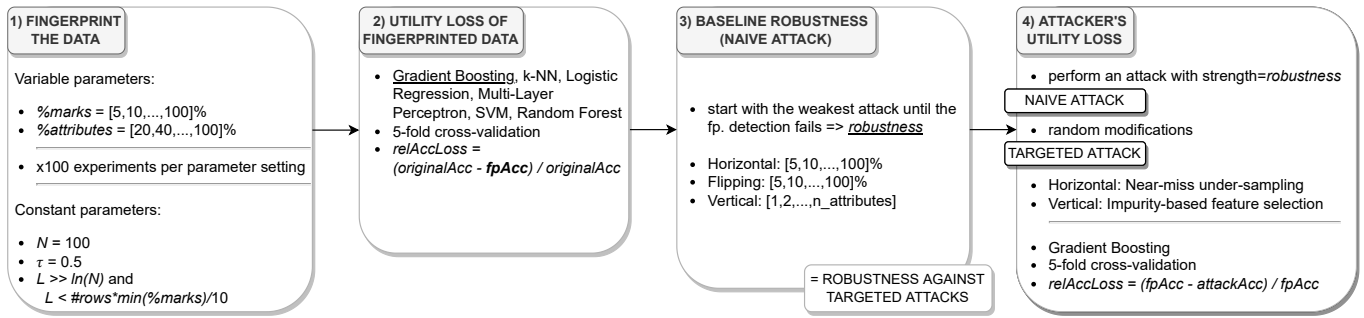 1) FINGERPRINT
THE DATA
Variable parameters:
• %marks = [5,10,...,100]%
• %attributes = [20,40,...,100]%
• x100 experiments per parameter setting
Constant parameters:
• N = 100
• τ = 0.5
• L >> ln(N) and
L < #rows*min(%marks)/10
2) UTILITY LOSS OF
FINGERPRINTED DATA
• Gradient Boosting, k-NN, Logistic
Regression, Multi-Layer
Perceptron, SVM, Random Forest
• 5-fold cross-validation
• relAccLoss =
(originalAcc - fpAcc) / originalAcc
3) BASELINE ROBUSTNESS
(NAIVE ATTACK)
• start with the weakest attack until the
fp. detection fails => robustness
• Horizontal: [5,10,...,100]%
• Flipping: [5,10,...,100]%
• Vertical: [1,2,...,n_attributes]
= ROBUSTNESS AGAINST
TARGETED ATTACKS
4) ATTACKER'S
UTILITY LOSS
• perform an attack with strength=robustness
NAIVE ATTACK
• random modifications
TARGETED ATTACK
• Horizontal: Near-miss under-sampling
• Vertical: Impurity-based feature selection
• Gradient Boosting
• 5-fold cross-validation
• relAccLoss = (fpAcc - attackAcc) / fpAcc